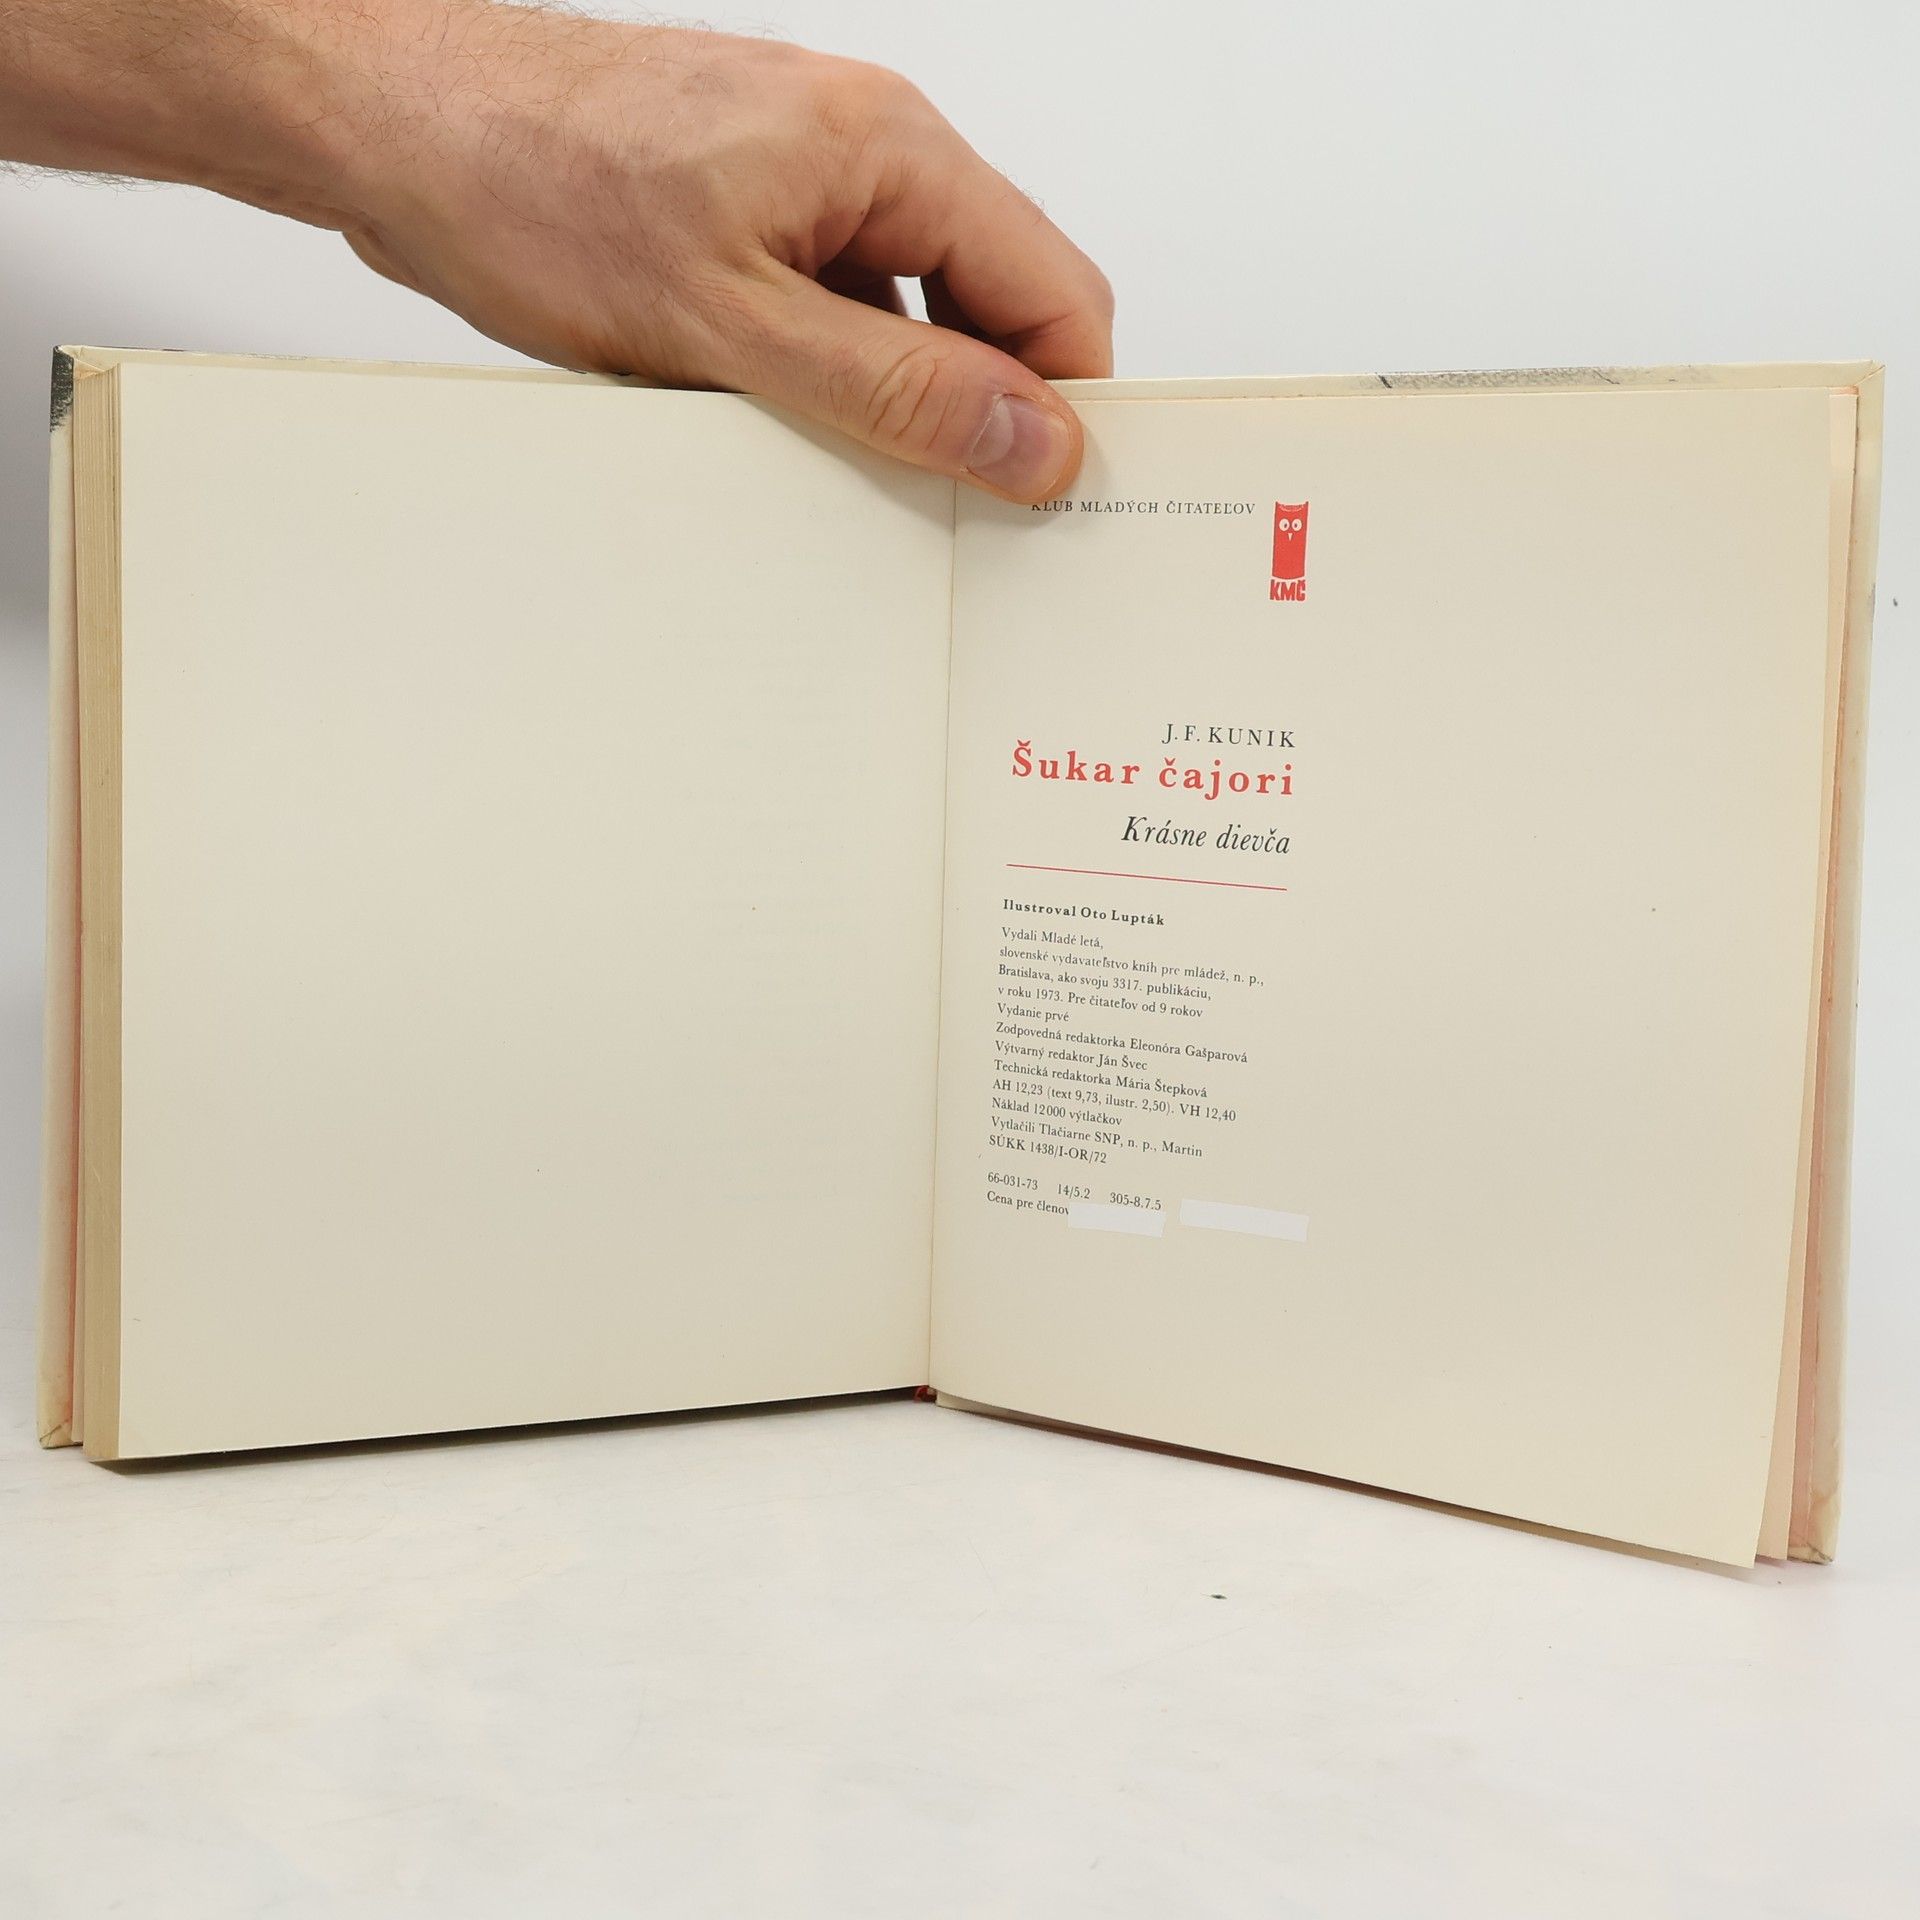 KLUB MLADÝCH ČITATEĽOV
KMČ
J. F. KUNIK
Šukar čajori
Krásne dievča
Ilustroval Oto Lupták
Vydali Mladé letá,
slovenské vydavateľstvo kníh pre mládež, n. p.,
Bratislava, ako svoju 3317. publikáciu,
v roku 1973. Pre čitateľov od 9 rokov
Vydanie prvé
Zodpovedná redaktorka Eleonóra Gašparová
Výtvarný redaktor Ján Švec
Technická redaktorka Mária Štepková
AH 12,23 (text 9,73, ilustr. 2,50). VH 12,40
Náklad 12000 výtlačkov
Vytlačili Tlačiarne SNP, n. p., Martin
SÚKK 1438/I-OR/72
66-031-73 14/5.2 305-8.7.5
Cena pre členov